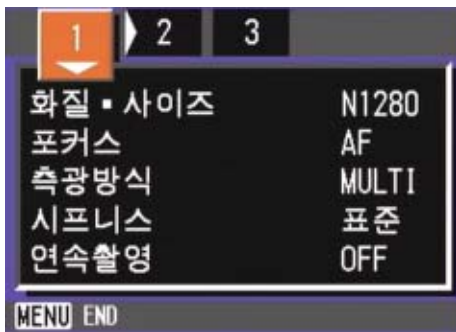 1 2 3
화질▪사이즈 N1280
포커스 AF
측광방식 MULTI
시프니스 표준
연속촬영 OFF
MENU END